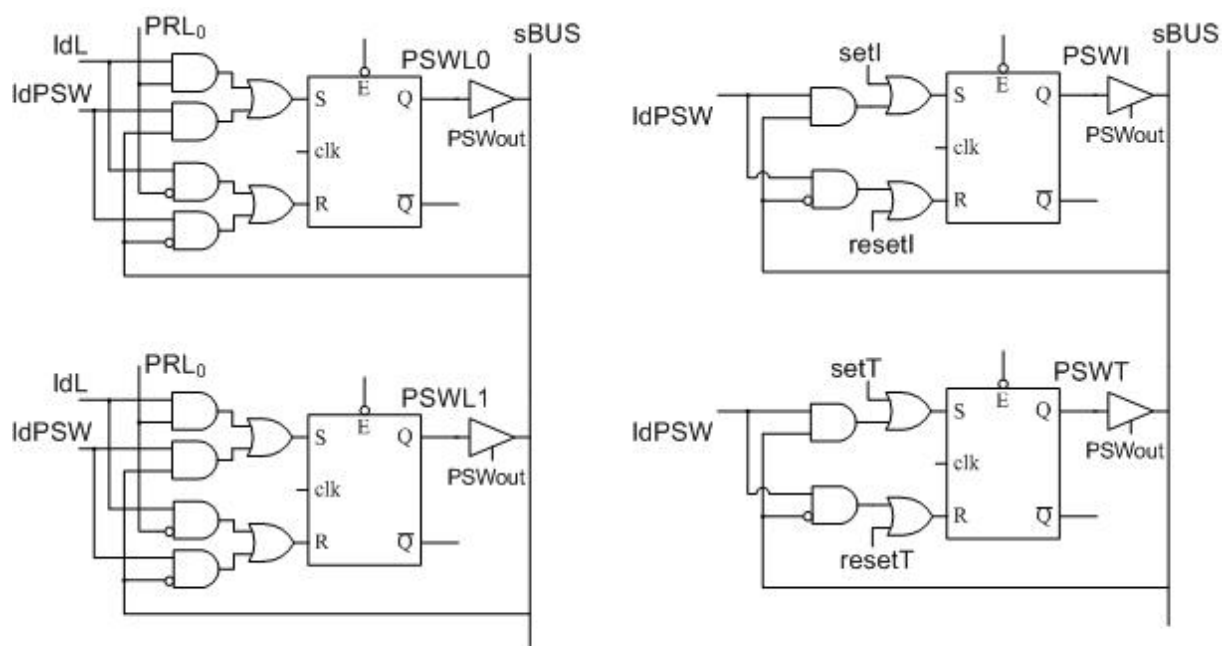 PRL0
sBUS
ldL
PSWL0
ldPSW
S
E
Q
PSWout
clk
R
Q
sBUS
setI
PSWI
ldPSW
S
E
Q
PSWout
clk
R
Q
resetI
PRL0
ldL
PSWL1
ldPSW
S
E
Q
PSWout
clk
R
Q
setT
PSWT
ldPSW
S
E
Q
PSWout
clk
R
Q
resetT